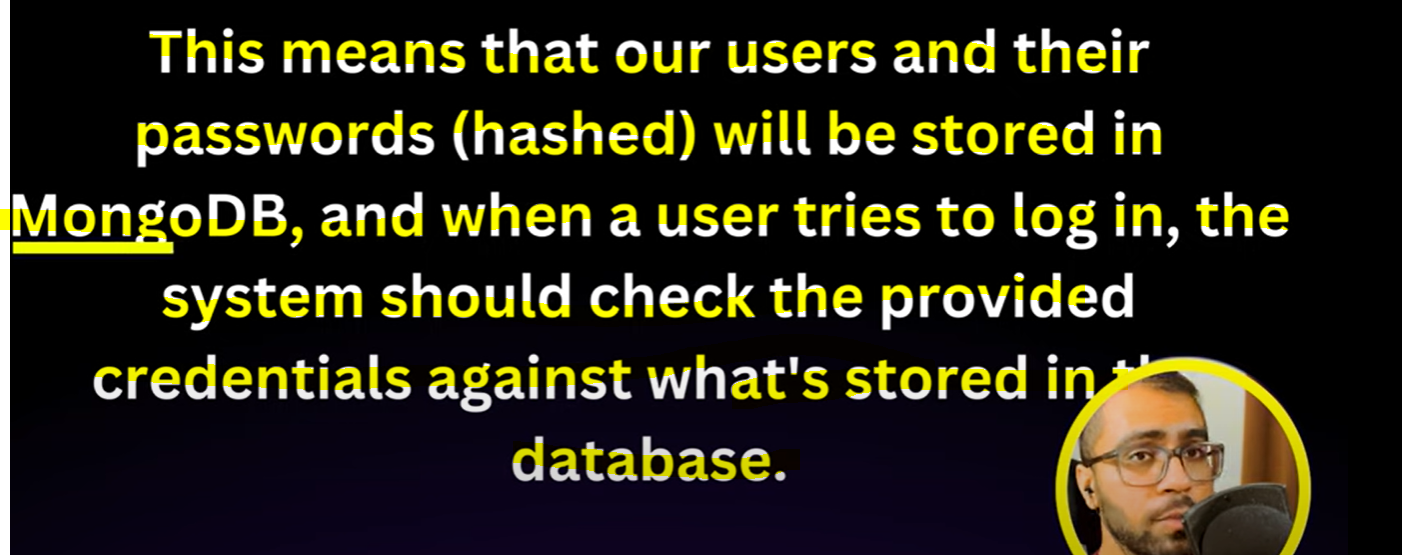 This means that our users and their
passwords (hashed) will be stored in
MongoDB, and when a user tries to log in, the
system should check the provided
credentials against what's stored in
database.